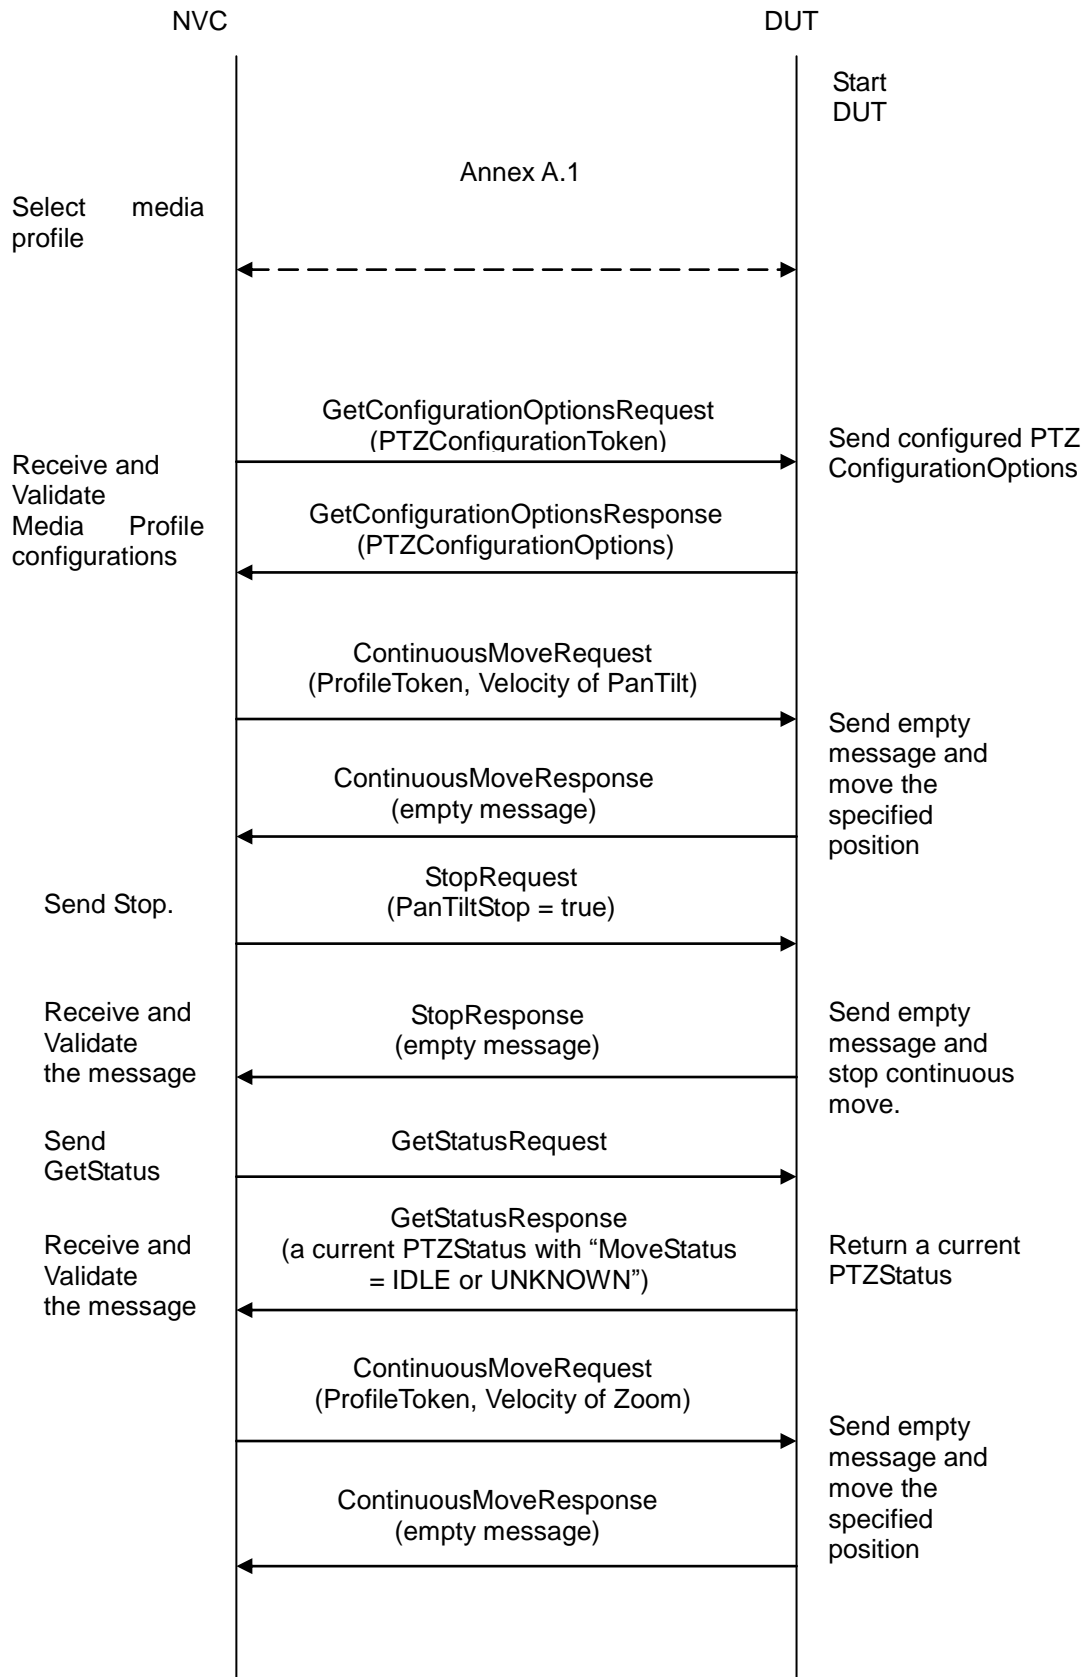 NVC
DUT
Start
DUT
Annex A.1
Select media
profile
GetConfigurationOptionsRequest
(PTZConfigurationToken)
Send configured PTZ
ConfigurationOptions
Receive and
Validate
Media Profile
configurations
GetConfigurationOptionsResponse
(PTZConfigurationOptions)
ContinuousMoveRequest
(ProfileToken, Velocity of PanTilt)
Send empty
message and
move the
specified
position
ContinuousMoveResponse
(empty message)
Send Stop.
StopRequest
(PanTiltStop = true)
Receive and
Validate
the message
StopResponse
(empty message)
Send empty
message and
stop continuous
move.
Send
GetStatus
GetStatusRequest
Receive and
Validate
the message
GetStatusResponse
(a current PTZStatus with “MoveStatus
= IDLE or UNKNOWN”)
Return a current
PTZStatus
ContinuousMoveRequest
(ProfileToken, Velocity of Zoom)
Send empty
message and
move the
specified
position
ContinuousMoveResponse
(empty message)